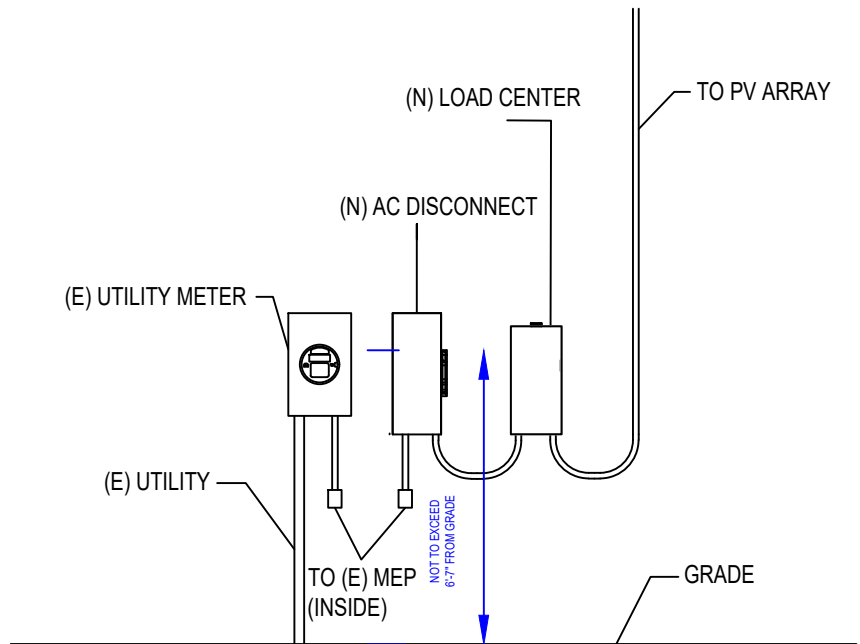 (N) LOAD CENTER
TO PV ARRAY
(N) AC DISCONNECT
(E) UTILITY METER
(E) UTILITY
NOT TO EXCEED
6'-7" FROM GRADE
TO (E) MEP
(INSIDE)
GRADE